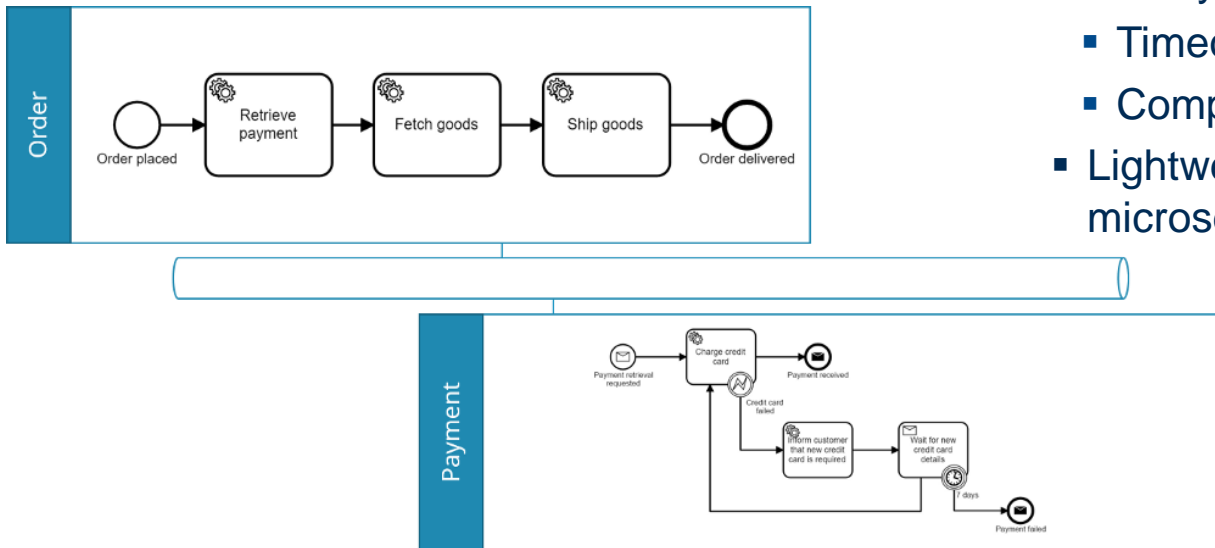 Timed
Comp
Lightwe
micros
Order
Retrieve
payment
Fetch goods
Ship goods
Order placed
Order delivered
Payment
Charge credit
card
Payment retrieval
requested
Payment received
Credit card
failed
Inform customer
that new credit
card is required
Wait for new
credit card
details
7 days
Payment failed